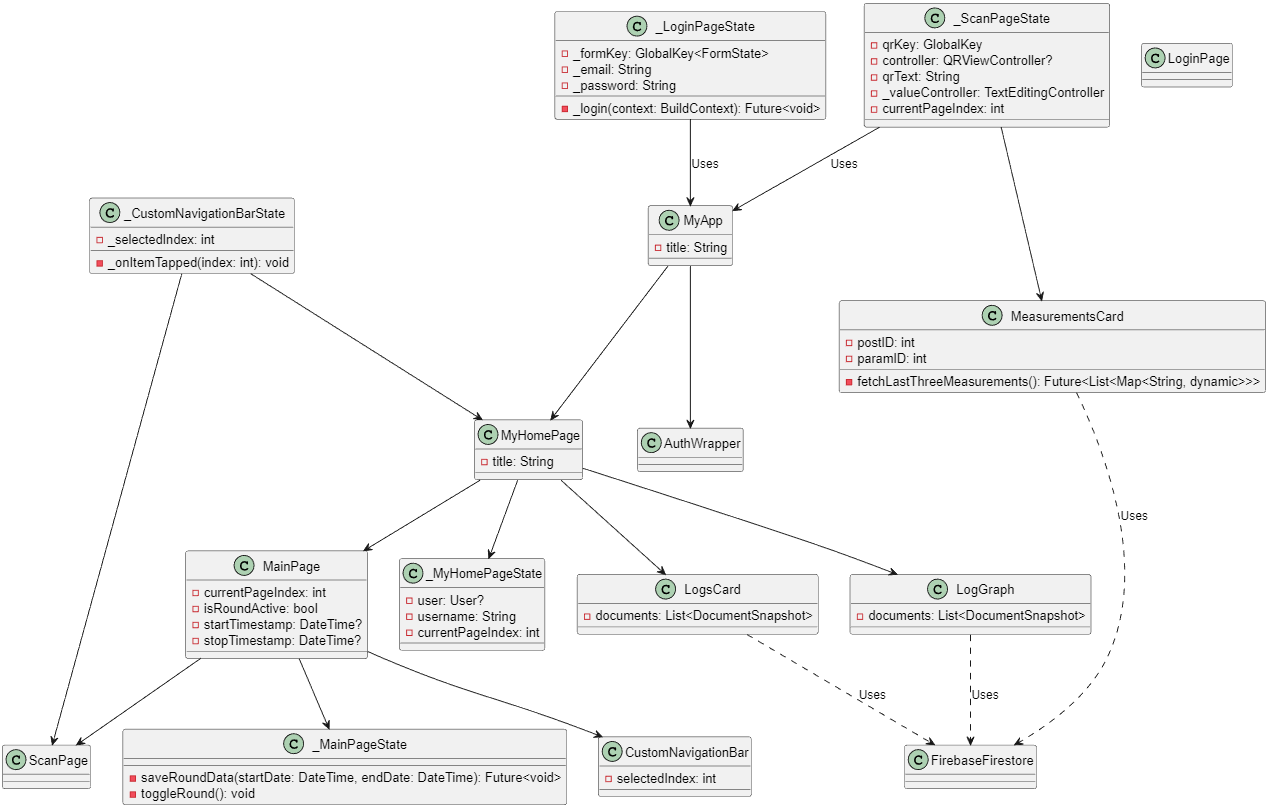 C _LoginPageState
_formKey: GlobalKey<FormState>
_email: String
_password: String
_login(context: BuildContext): Future<void>
C _ScanPageState
qrKey: GlobalKey
controller: QRViewController?
qrText: String
_valueController: TextEditingController
currentPageIndex: int
C LoginPage
Uses
Uses
C _CustomNavigationBarState
_selectedIndex: int
_onItemTapped(index: int): void
C MyApp
title: String
C MeasurementsCard
postID: int
paramID: int
fetchLastThreeMeasurements(): Future<List<Map<String, dynamic>>>
C MyHomePage
title: String
C AuthWrapper
Uses
C MainPage
currentPageIndex: int
isRoundActive: bool
startTimestamp: DateTime?
stopTimestamp: DateTime?
C _MyHomePageState
user: User?
username: String
currentPageIndex: int
C LogsCard
documents: List<DocumentSnapshot>
C LogGraph
documents: List<DocumentSnapshot>
Uses
Uses
C ScanPage
C _MainPageState
saveRoundData(startDate: DateTime, endDate: DateTime): Future<void>
toggleRound(): void
C CustomNavigationBar
selectedIndex: int
C FirebaseFirestore